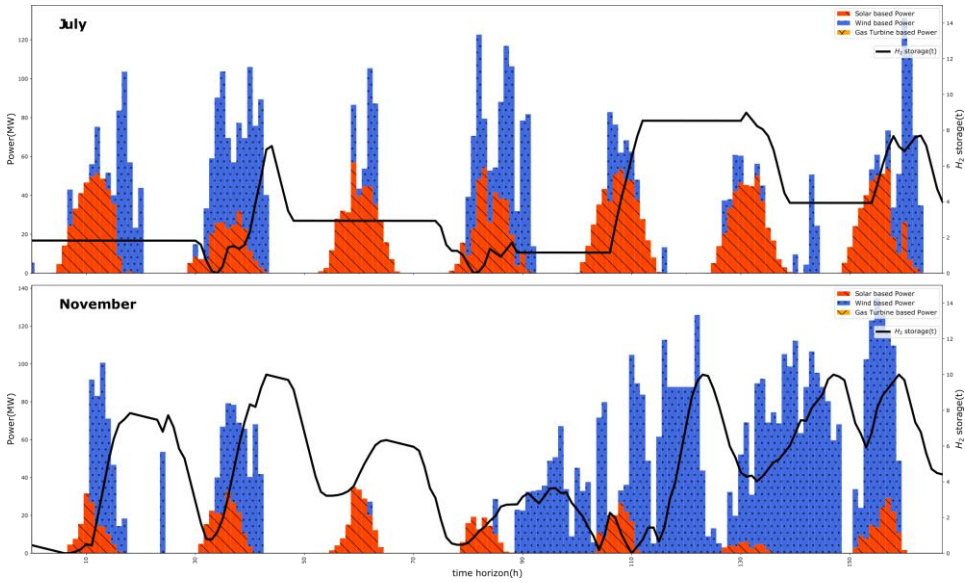 July
Solar based Power
Wind based Power
Gas Turbine based Power
H₂ storage(t)
Power(MW)
0
20
40
60
80
100
120
H₂ storage(t)
0
2
4
6
8
10
12
14
November
Solar based Power
Wind based Power
Gas Turbine based Power
H₂ storage(t)
Power(MW)
0
20
40
60
80
100
120
140
H₂ storage(t)
0
2
4
6
8
10
12
14
10
30
50
70
90
110
130
150
time horizon(h)